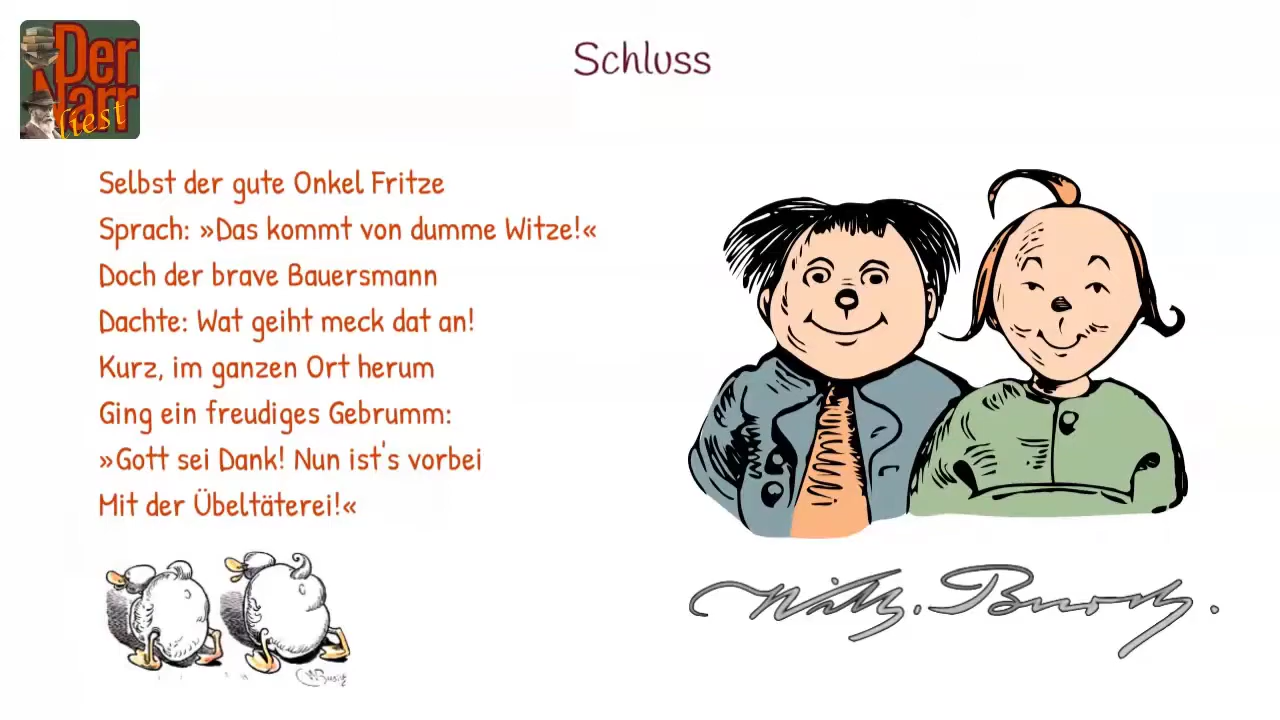 Der
Narr
liest
Schluss
Selbst der gute Onkel Fritze
Sprach: »Das kommt von dumme Witze!«
Doch der brave Bauersmann
Dachte: Wat geiht meck dat an!
Kurz, im ganzen Ort herum
Ging ein freudiges Gebrumm:
»Gott sei Dank! Nun ist's vorbei
Mit der Übeltäterei!«
Wilh. Busch.